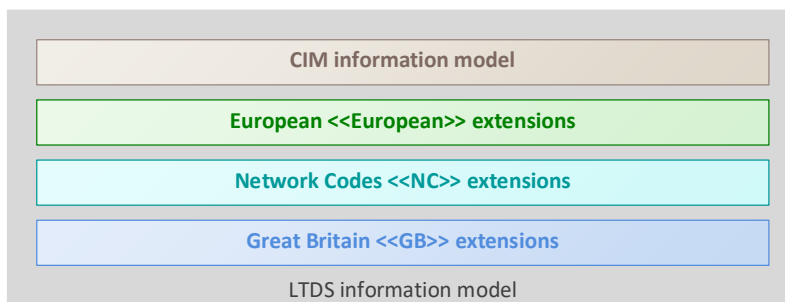 CIM information model
European <<European>> extensions
Network Codes <<NC>> extensions
Great Britain <<GB>> extensions
LTDS information model